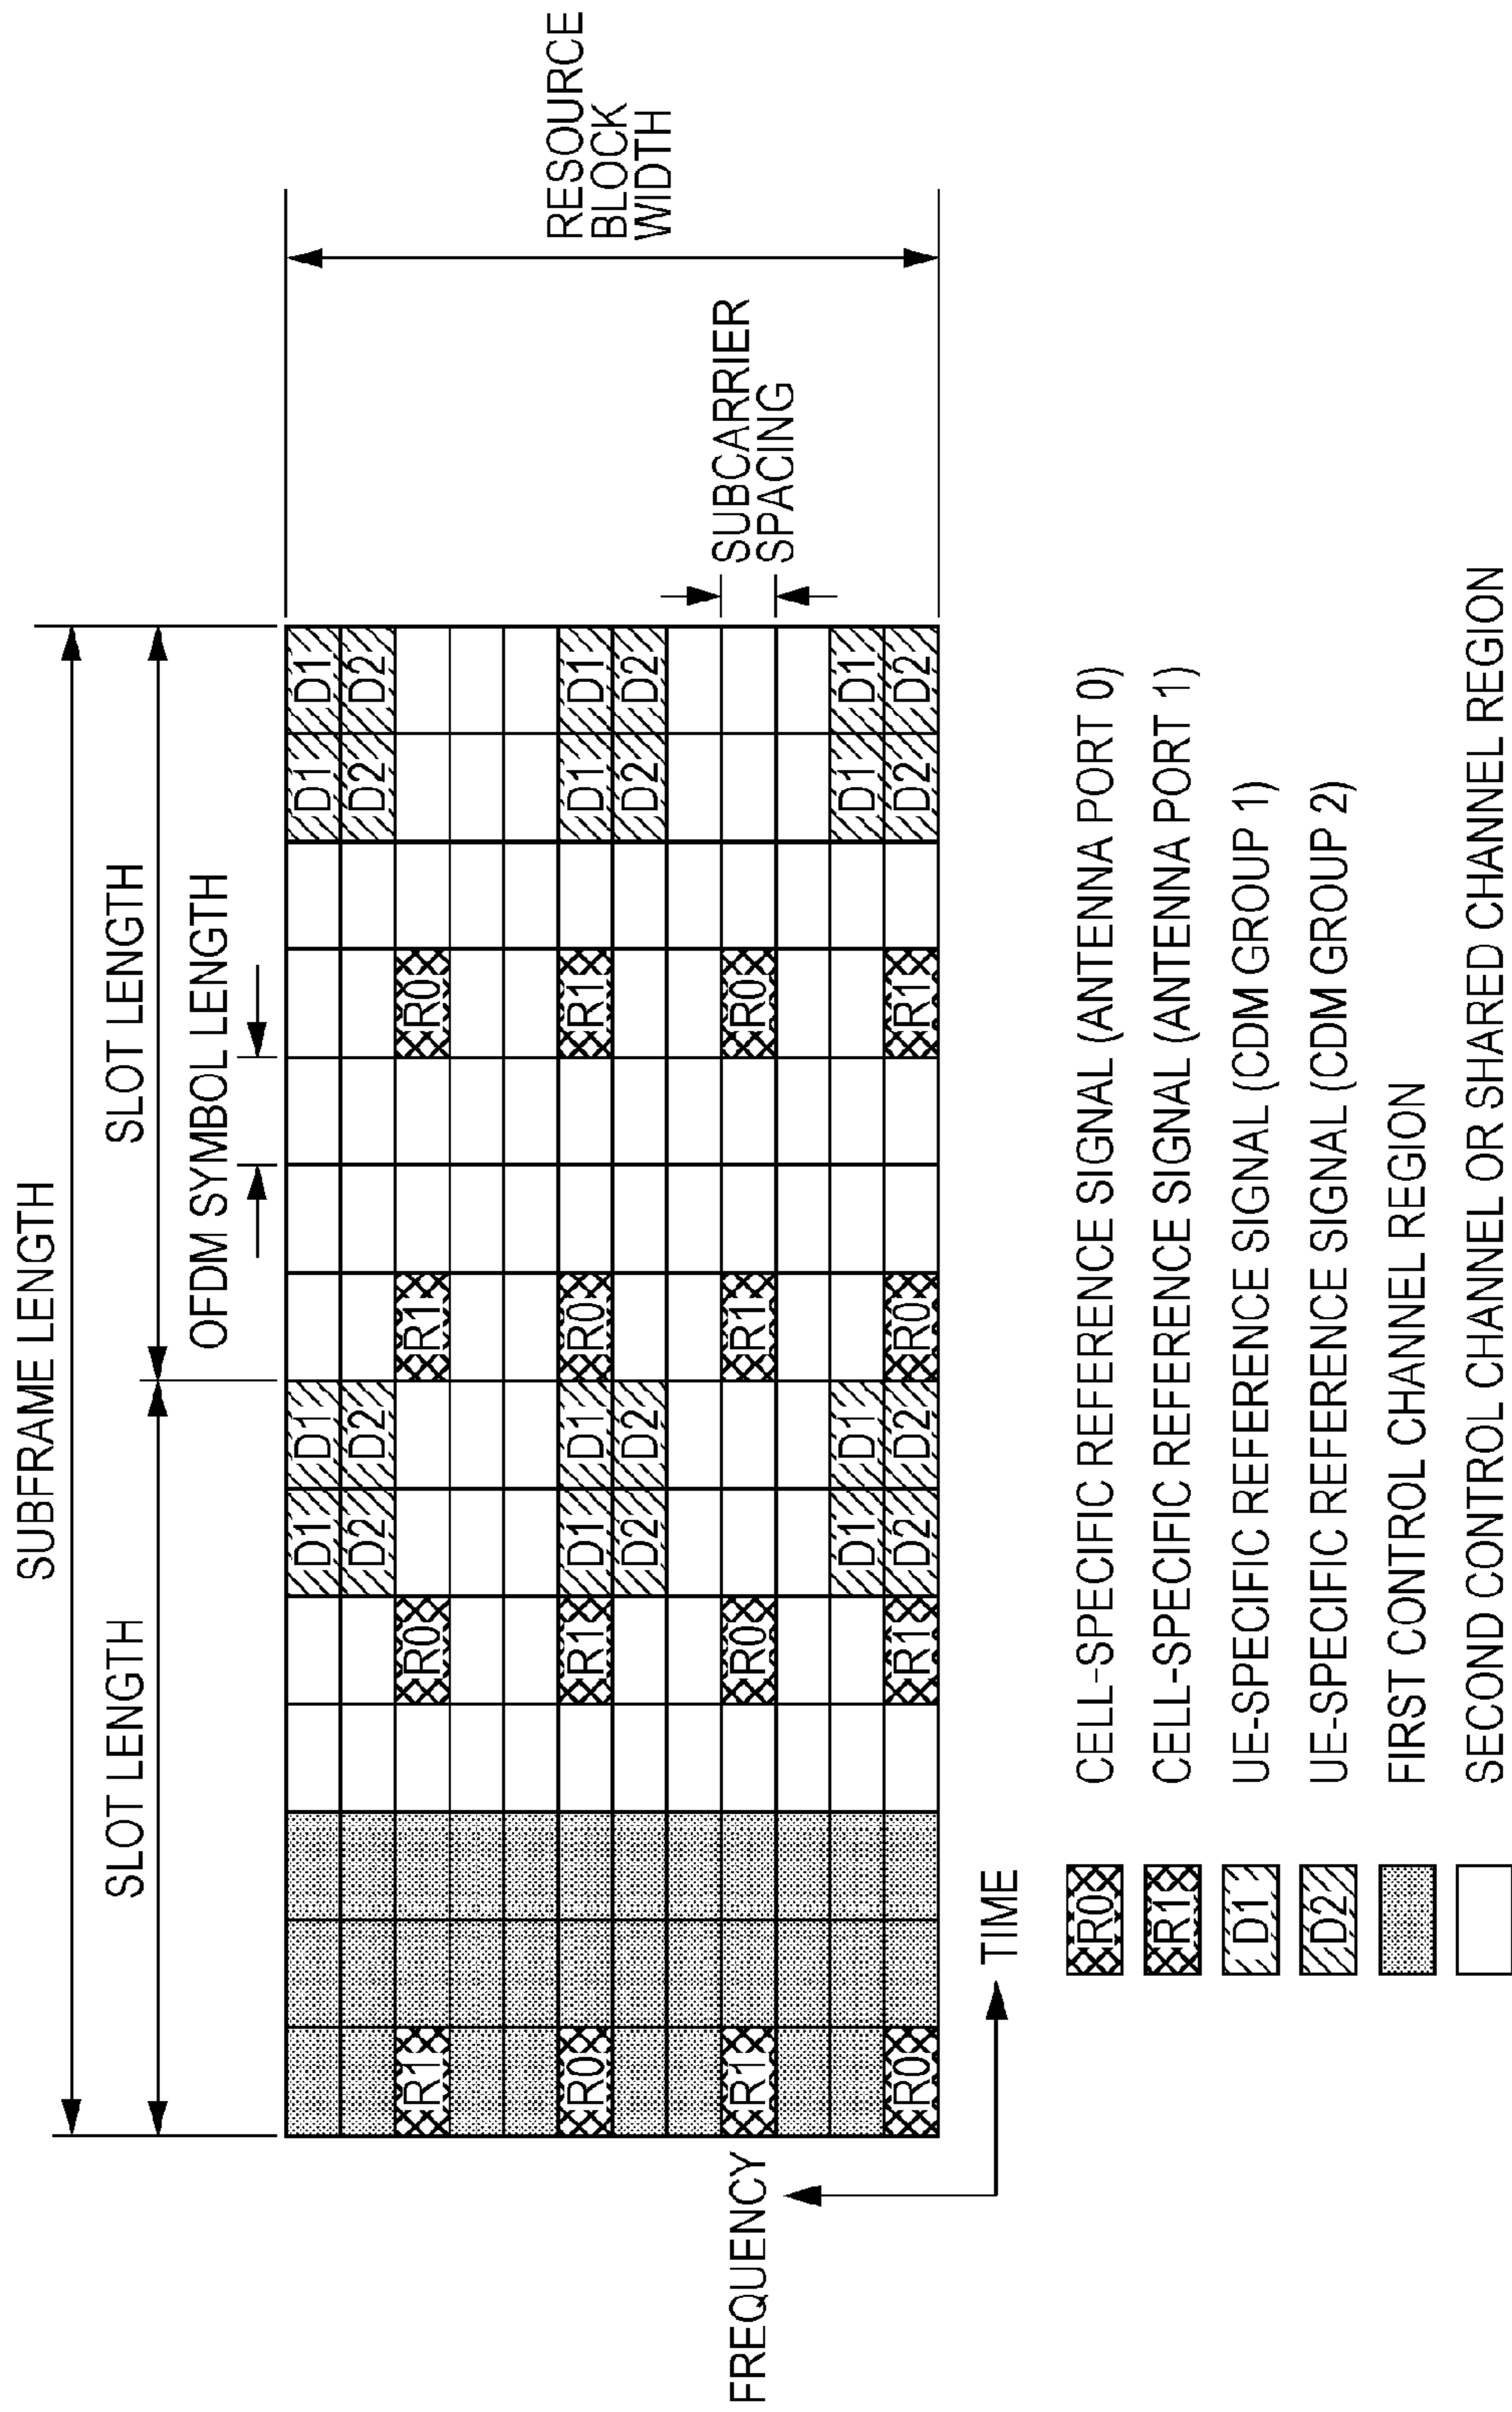 SUBFRAME LENGTH
SLOT LENGTH SLOT LENGTH
OFDM SYMBOL LENGTH
D1 D1 D1 D1
D2 D2 D2 D2
R1 R0 R1 R0
R0 R1 D1 D1 R0 R1 D1 D1
D2 D2 D2 D2
R1 R0 R1 R0
D1 D1 D1 D1
R0 R1 D2 D2 R0 R1 D2 D2
RESOURCE
BLOCK
WIDTH
SUBCARRIER
SPACING
FREQUENCY
TIME
R0 CELL-SPECIFIC REFERENCE SIGNAL (ANTENNA PORT 0)
R1 CELL-SPECIFIC REFERENCE SIGNAL (ANTENNA PORT 1)
D1 UE-SPECIFIC REFERENCE SIGNAL (CDM GROUP 1)
D2 UE-SPECIFIC REFERENCE SIGNAL (CDM GROUP 2)
FIRST CONTROL CHANNEL REGION
SECOND CONTROL CHANNEL OR SHARED CHANNEL REGION